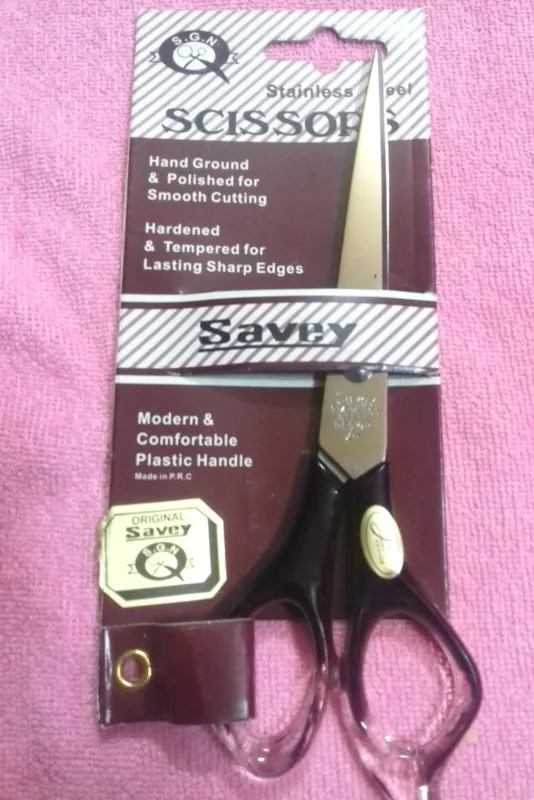 S.G.N
Stainless Steel
SCISSORS
Hand Ground
& Polished for
Smooth Cutting
Hardened
& Tempered for
Lasting Sharp Edges
Savey
Modern &
Comfortable
Plastic Handle
Made in P.R.C
ORIGINAL
Savey
S.G.N